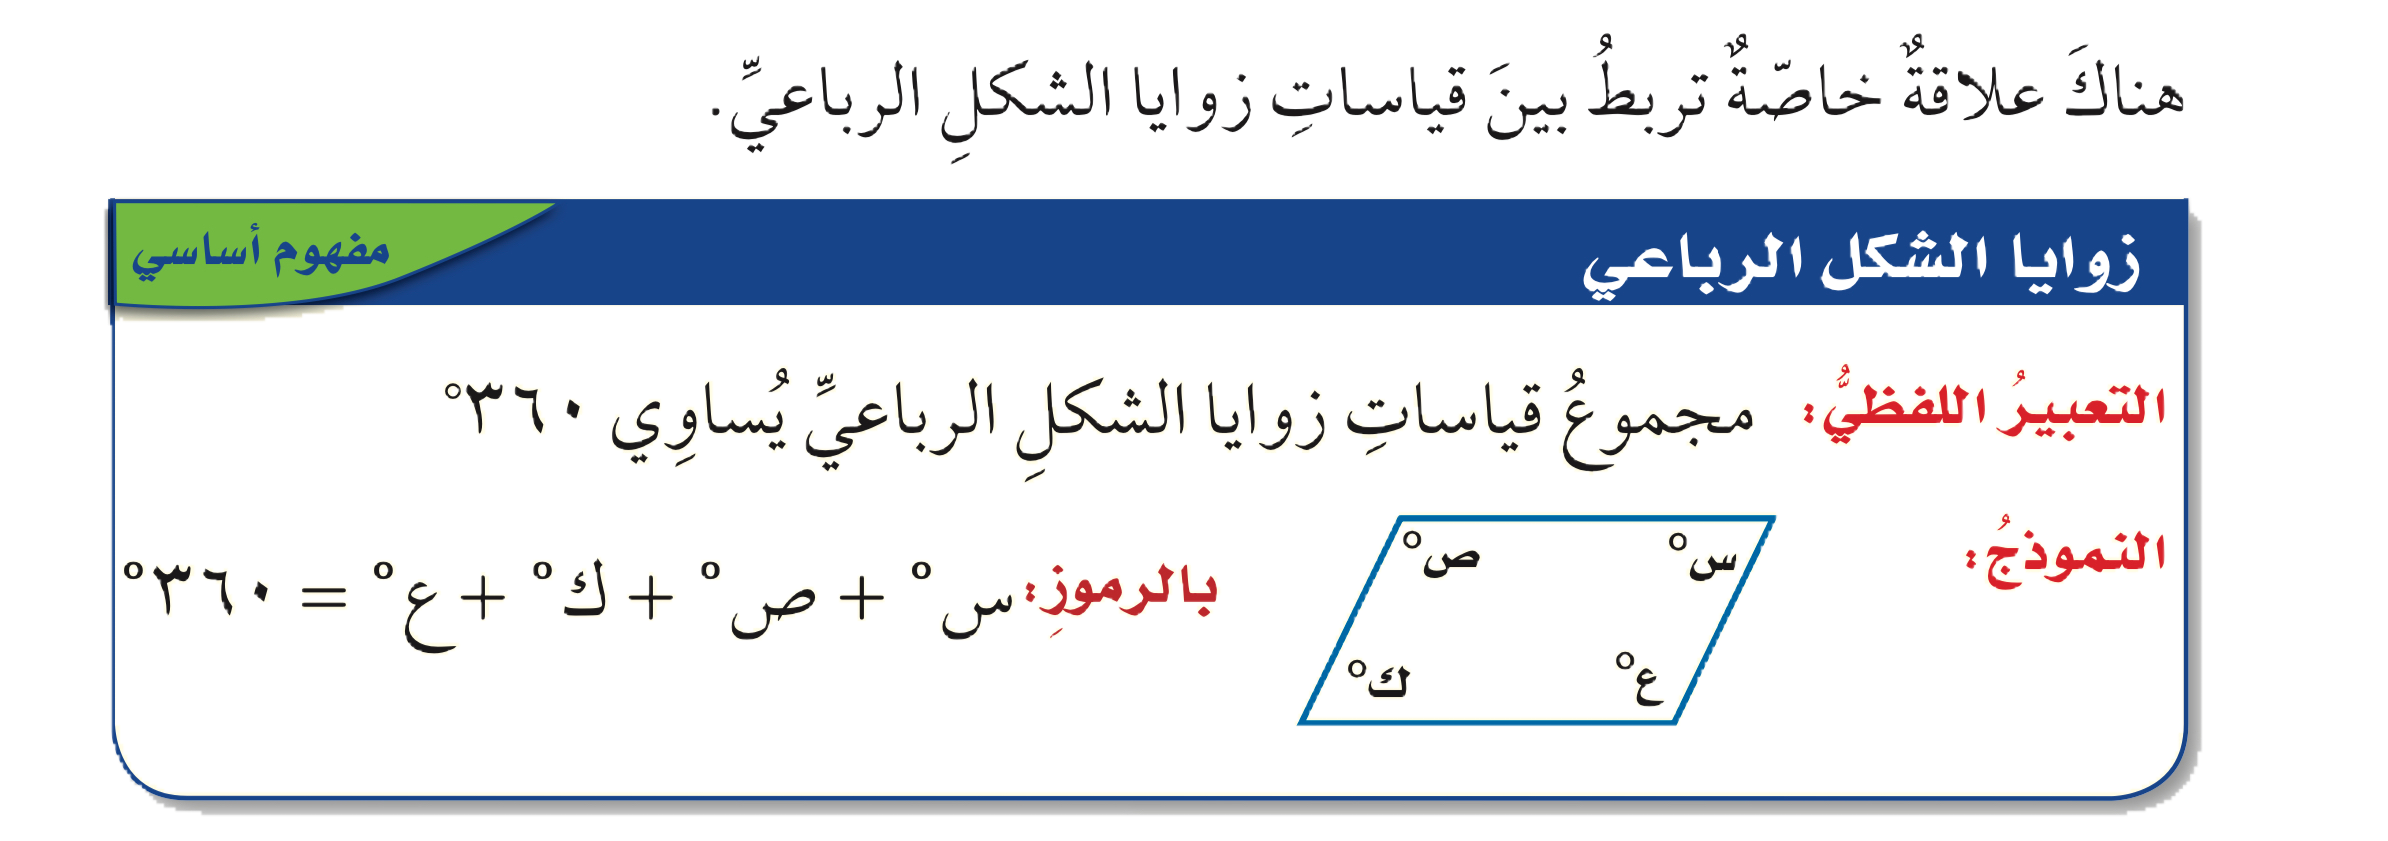 هناكَ علاقةٌ خاصّةٌ تربطُ بينَ قياساتِ زوايا الشكلِ الرباعيِّ.
زوايا الشكل الرباعي
مفهوم أساسي
التعبيرُ اللفظيُّ: مجموعُ قياساتِ زوايا الشكلِ الرباعيِّ يُساوِي ٣٦٠°
النموذجُ:
س° ص°
ع° ك°
بالرموزِ: س° + ص° + ك° + ع° = ٣٦٠°